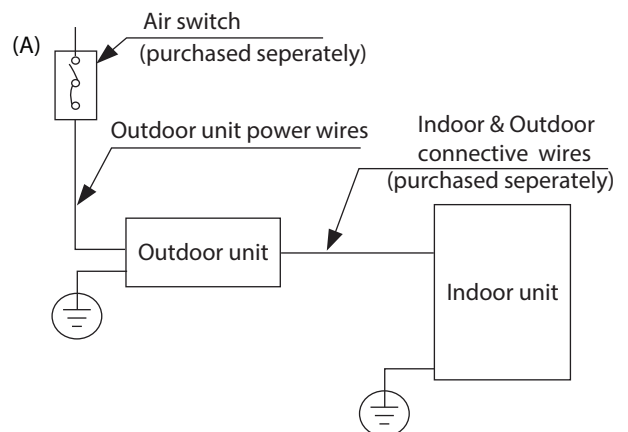 (A)
Air switch
(purchased seperately)
Outdoor unit power wires
Indoor & Outdoor
connective wires
(purchased seperately)
Outdoor unit
Indoor unit